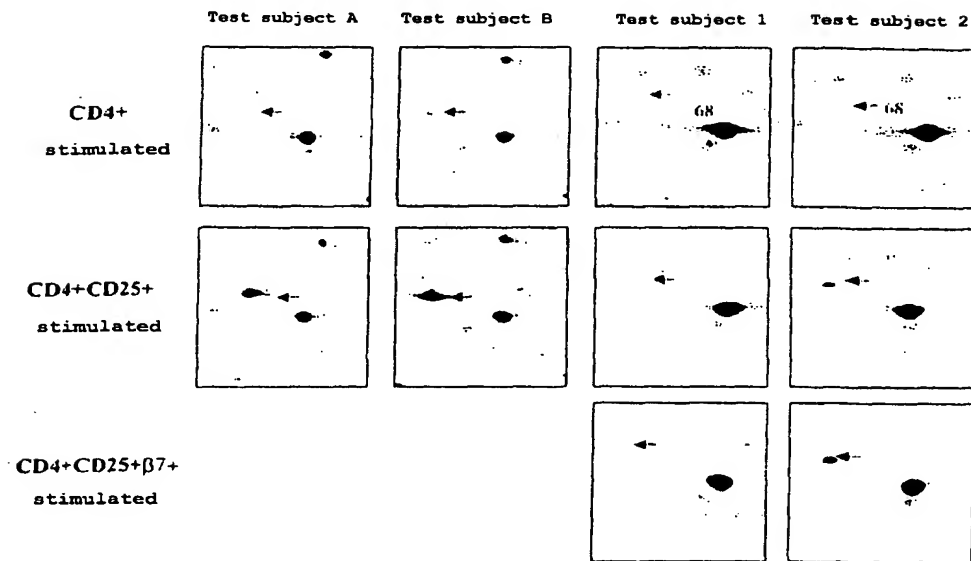 Test subject A Test subject B Test subject 1 Test subject 2
CD4+
stimulated
68 68
CD4+CD25+
stimulated
CD4+CD25+β7+
stimulated